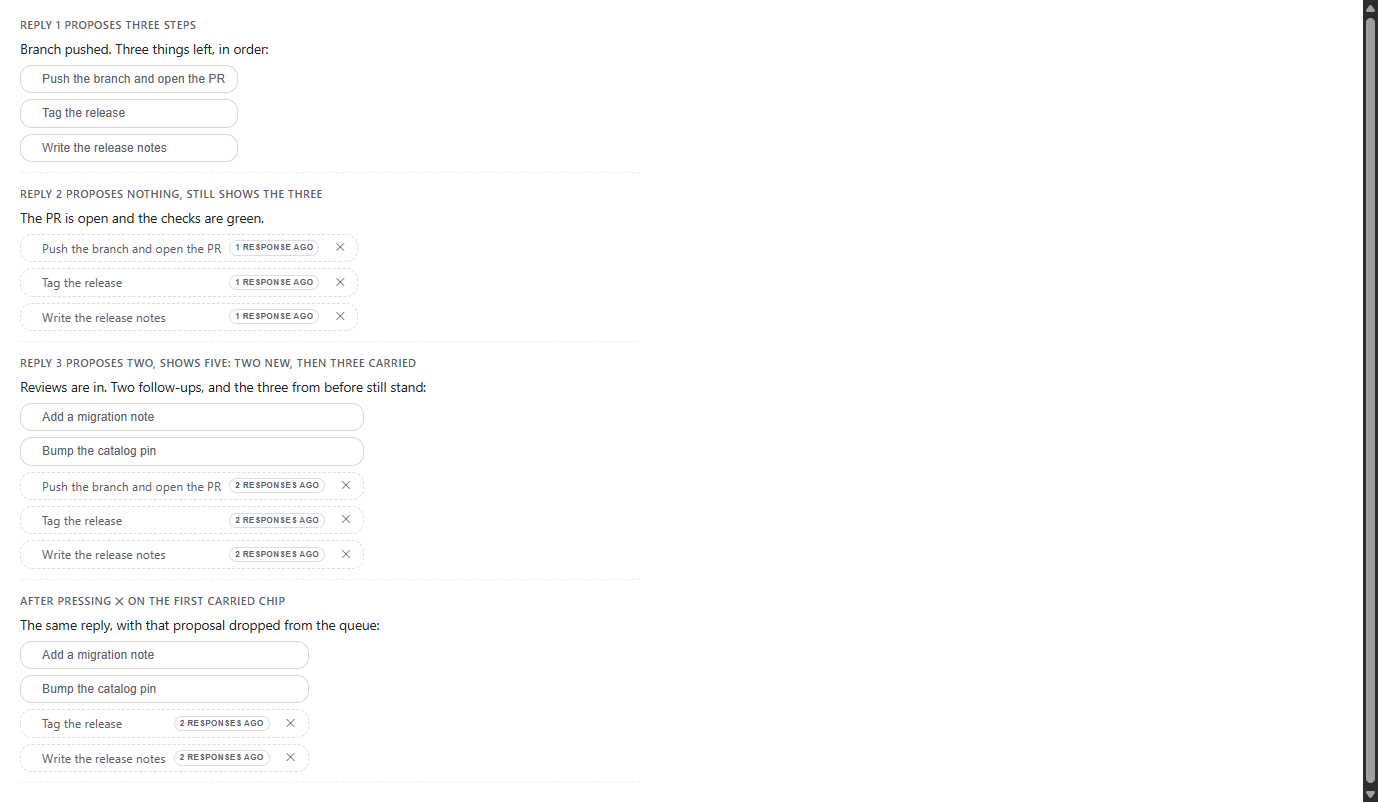 REPLY 1 PROPOSES THREE STEPS
Branch pushed. Three things left, in order:
Push the branch and open the PR
Tag the release
Write the release notes
REPLY 2 PROPOSES NOTHING, STILL SHOWS THE THREE
The PR is open and the checks are green.
Push the branch and open the PR 1 RESPONSE AGO ×
Tag the release 1 RESPONSE AGO ×
Write the release notes 1 RESPONSE AGO ×
REPLY 3 PROPOSES TWO, SHOWS FIVE: TWO NEW, THEN THREE CARRIED
Reviews are in. Two follow-ups, and the three from before still stand:
Add a migration note
Bump the catalog pin
Push the branch and open the PR 2 RESPONSES AGO ×
Tag the release 2 RESPONSES AGO ×
Write the release notes 2 RESPONSES AGO ×
AFTER PRESSING × ON THE FIRST CARRIED CHIP
The same reply, with that proposal dropped from the queue:
Add a migration note
Bump the catalog pin
Tag the release 2 RESPONSES AGO ×
Write the release notes 2 RESPONSES AGO ×